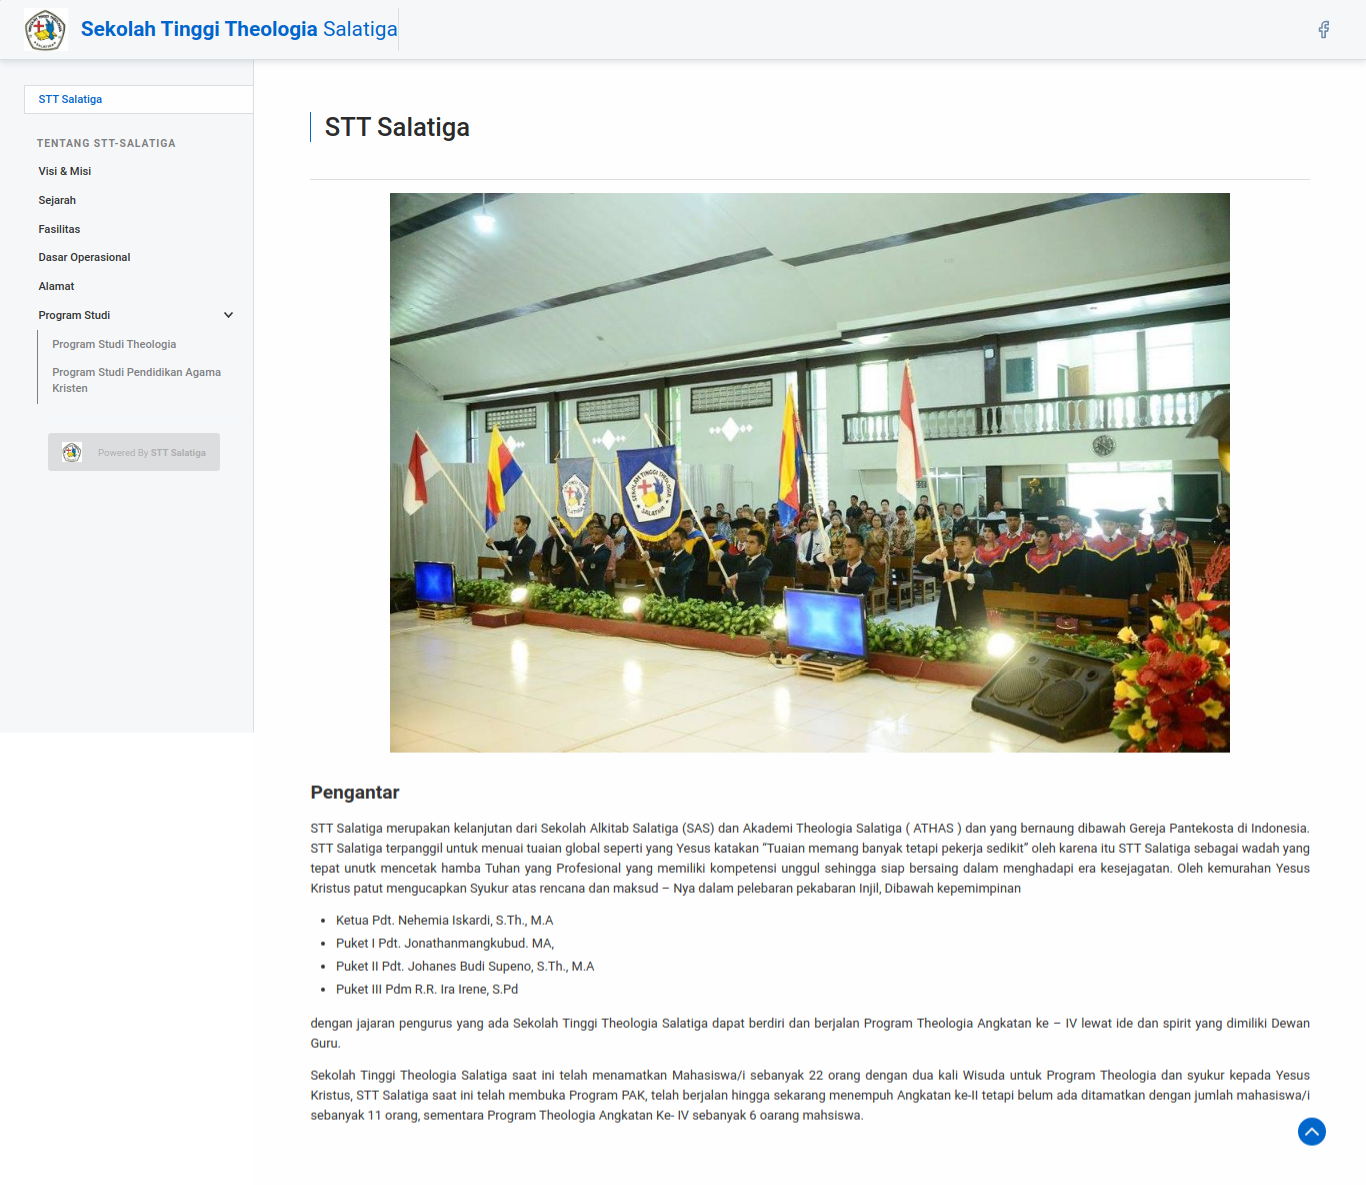 Sekolah Tinggi Theologia Salatiga
STT Salatiga
TENTANG STT-SALATIGA
Visi & Misi
Sejarah
Fasilitas
Dasar Operasional
Alamat
Program Studi
Program Studi Theologia
Program Studi Pendidikan Agama
Kristen
Powered By STT Salatiga
STT Salatiga
SEKOLAH TINGGI THEOLOGIA
SALATIGA
Pengantar
STT Salatiga merupakan kelanjutan dari Sekolah Alkitab Salatiga (SAS) dan Akademi Theologia Salatiga ( ATHAS ) dan yang bernaung dibawah Gereja Pantekosta di Indonesia.
STT Salatiga terpanggil untuk menuai tuaian global seperti yang Yesus katakan “Tuaian memang banyak tetapi pekerja sedikit” oleh karena itu STT Salatiga sebagai wadah yang
tepat unutk mencetak hamba Tuhan yang Profesional yang memiliki kompetensi unggul sehingga siap bersaing dalam menghadapi era kesejagatan. Oleh kemurahan Yesus
Kristus patut mengucapkan Syukur atas rencana dan maksud – Nya dalam pelebaran pekabaran Injil, Dibawah kepemimpinan
• Ketua Pdt. Nehemia Iskardi, S.Th., M.A
• Puket I Pdt. Jonathanmangkubud. MA,
• Puket II Pdt. Johanes Budi Supeno, S.Th., M.A
• Puket III Pdm R.R. Ira Irene, S.Pd
dengan jajaran pengurus yang ada Sekolah Tinggi Theologia Salatiga dapat berdiri dan berjalan Program Theologia Angkatan ke – IV lewat ide dan spirit yang dimiliki Dewan
Guru.
Sekolah Tinggi Theologia Salatiga saat ini telah menamatkan Mahasiswa/i sebanyak 22 orang dengan dua kali Wisuda untuk Program Theologia dan syukur kepada Yesus
Kristus, STT Salatiga saat ini telah membuka Program PAK, telah berjalan hingga sekarang menempuh Angkatan ke-II tetapi belum ada ditamatkan dengan jumlah mahasiswa/i
sebanyak 11 orang, sementara Program Theologia Angkatan Ke- IV sebanyak 6 oarang mahsiswa.